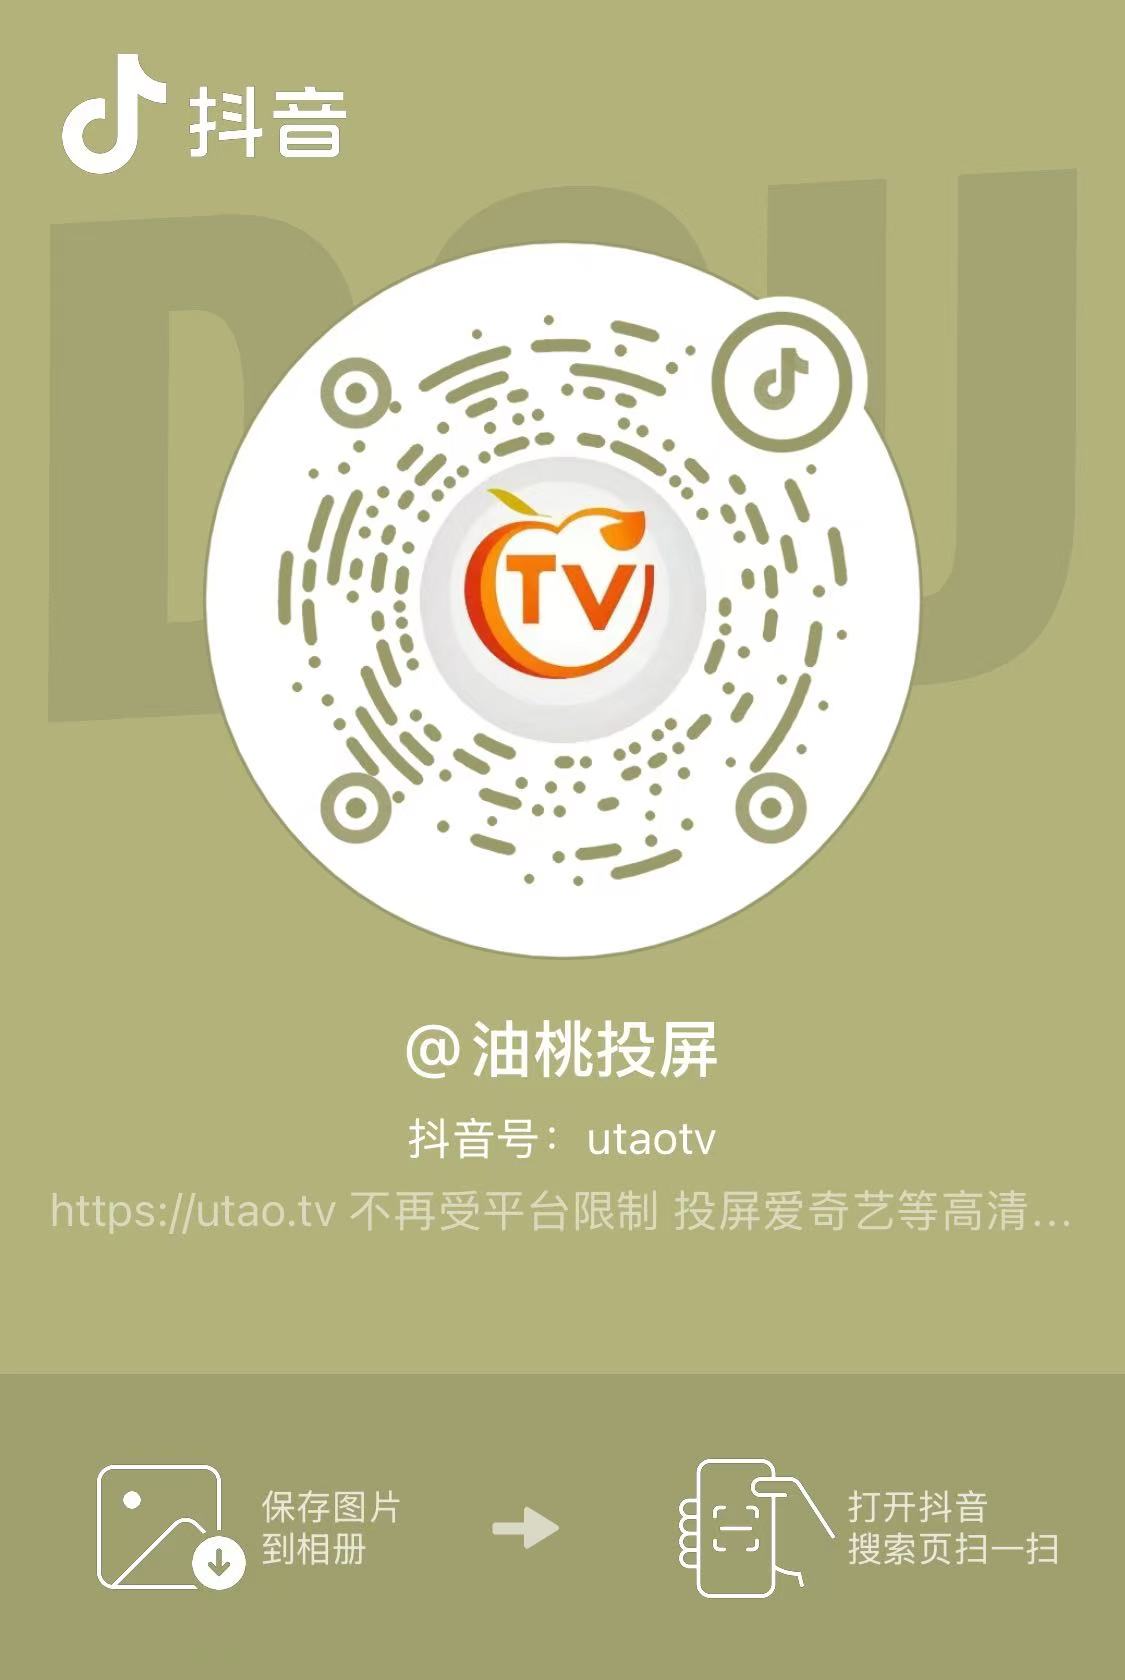 抖音
DOU
TV
@油桃投屏
抖音号：utaotv
https://utao.tv 不再受平台限制 投屏爱奇艺等高清...
保存图片
到相册
打开抖音
搜索页扫一扫